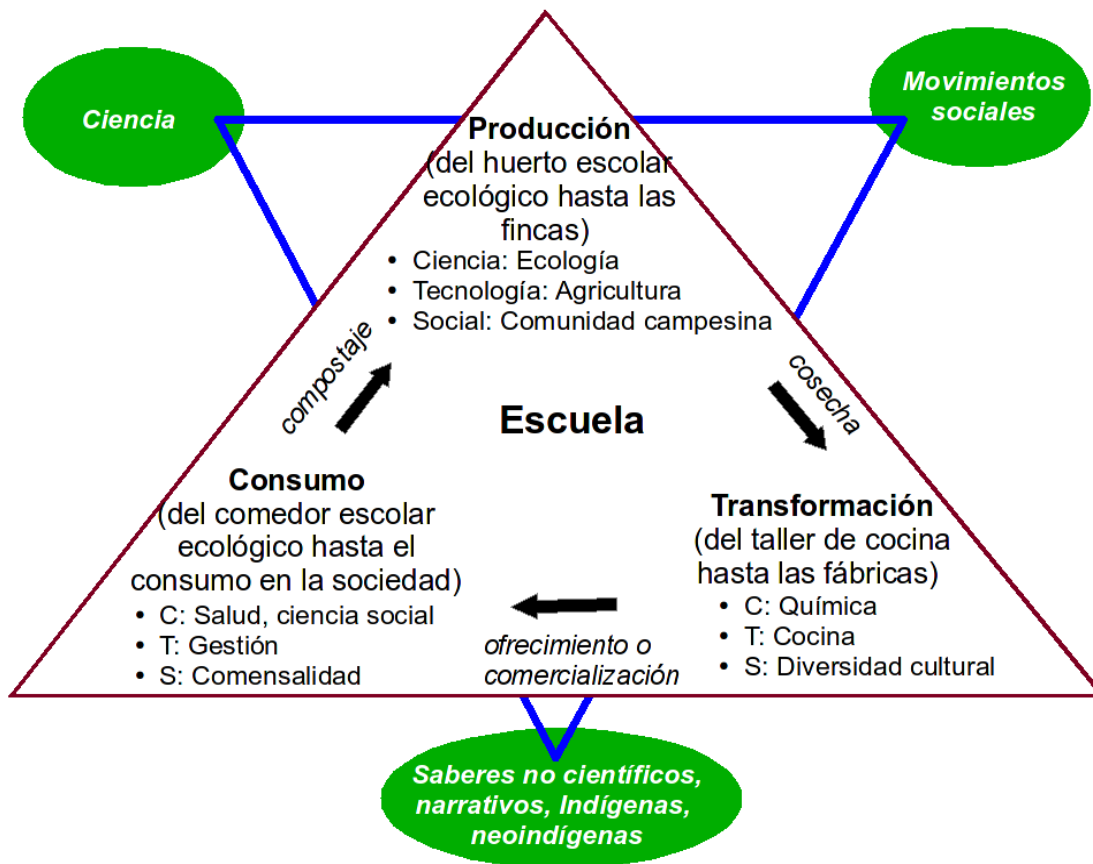 Ciencia
Movimientos
sociales
Producción
(del huerto escolar
ecológico hasta las
fincas)
• Ciencia: Ecología
• Tecnología: Agricultura
• Social: Comunidad campesina
compostaje
cosecha
Escuela
Consumo
(del comedor escolar
ecológico hasta el
consumo en la sociedad)
• C: Salud, ciencia social
• T: Gestión
• S: Comensalidad
Transformación
(del taller de cocina
hasta las fábricas)
• C: Química
• T: Cocina
• S: Diversidad cultural
ofrecimiento o
comercialización
Saberes no científicos,
narrativos, Indígenas,
neoindígenas